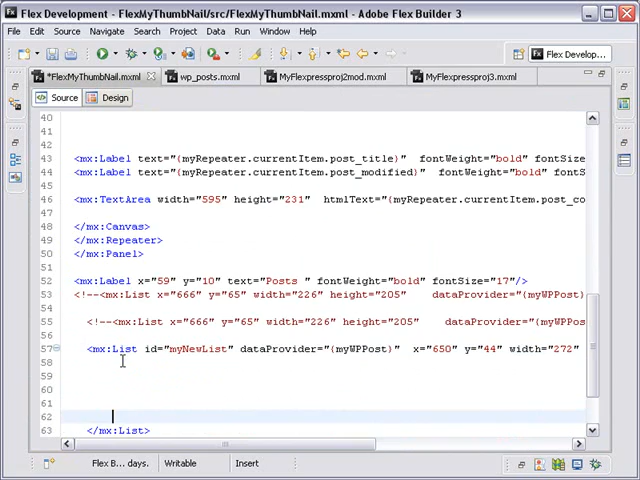 Flex Development - FlexMyThumbNail/src/FlexMyThumbNail.mxml - Adobe Flex Builder 3
File Edit Source Navigate Search Project Data Run Window Help
Flex Develop...
*FlexMyThumbNail.mxml wp_posts.mxml MyFlexpressproj2mod.mxml MyFlexpressproj3.mxml
Source Design
40
41
42
43 <mx:Label text="{myRepeater.currentItem.post_title}" fontWeight="bold" fontSize
44 <mx:Label text="{myRepeater.currentItem.post_modified}" fontWeight="bold" fontS
45
46 <mx:TextArea width="595" height="231" htmlText="{myRepeater.currentItem.post_co
47
48 </mx:Canvas>
49 </mx:Repeater>
50 </mx:Panel>
51
52 <mx:Label x="59" y="10" text="Posts " fontWeight="bold" fontSize="17"/>
53 <!--<mx:List x="666" y="65" width="226" height="205" dataProvider="{myWPPost}
54
55 <!--<mx:List x="666" y="65" width="226" height="205" dataProvider="{myWPPos
56
57 <mx:List id="myNewList" dataProvider="{myWPPost}" x="650" y="44" width="272"
58
59
60
61
62
63 </mx:List>
Flex B... days. Writable Insert